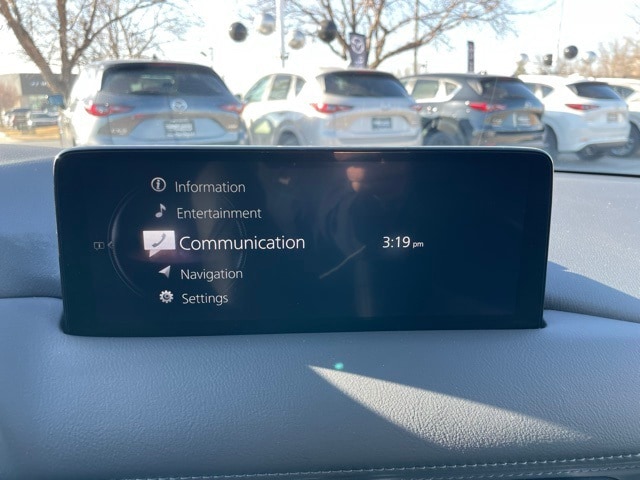 Information
Entertainment
Communication
3:19 pm
Navigation
Settings